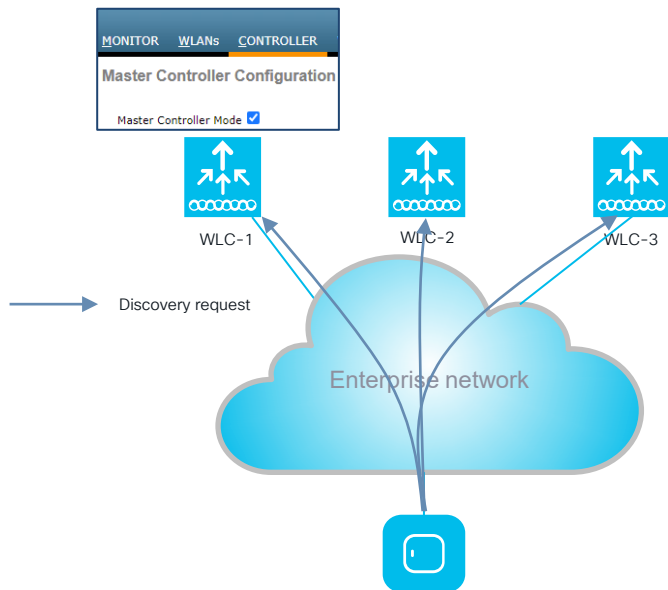 MONITOR WLANs CONTROLLER
Master Controller Configuration
Master Controller Mode
WLC-1
WLC-2
WLC-3
Discovery request
Enterprise network